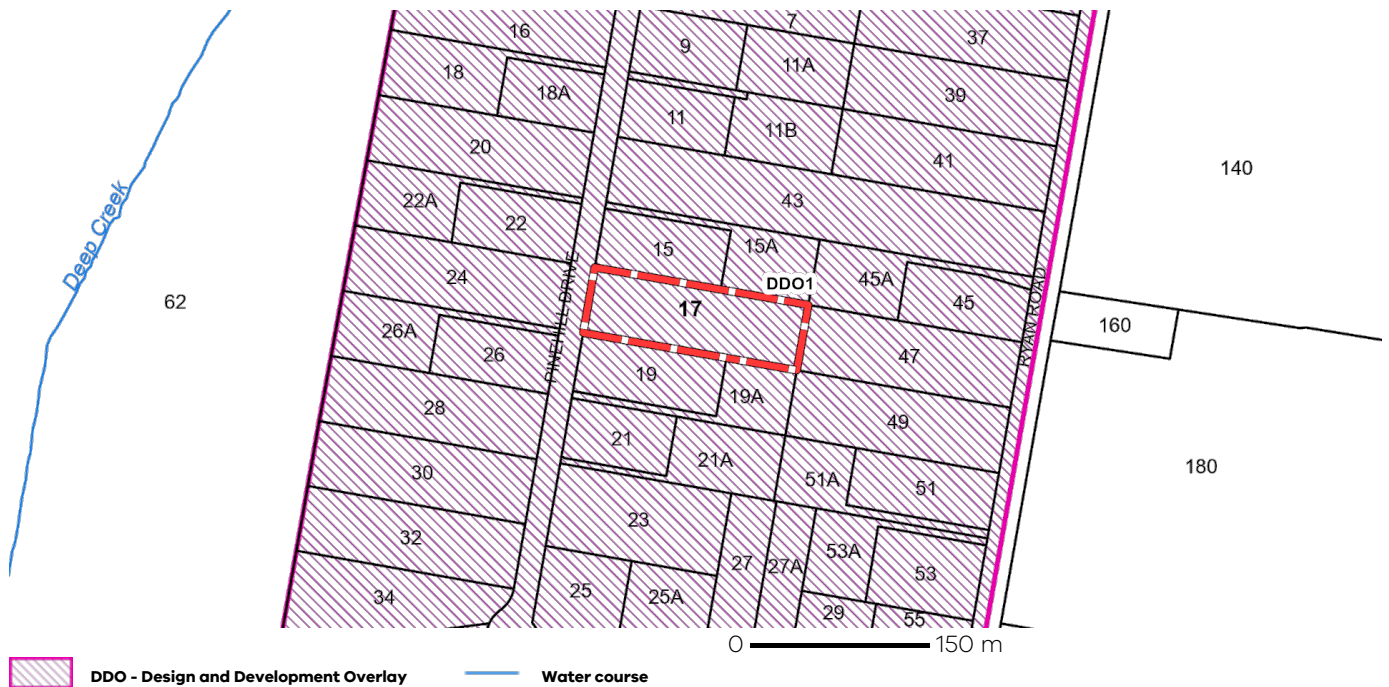 16
7
37
9
18
11A
18A
39
11
11B
20
41
140
Deep Creek
22A
43
22
15
15A
24
45A
DDO1
62
17
45
PINEHILL DRIVE
RYAN ROAD
160
26A
26
47
19
19A
28
49
21
21A
30
51A
51
180
23
32
53A
27
27A
53
25
25A
34
29
55
0 150 m
DDO - Design and Development Overlay Water course